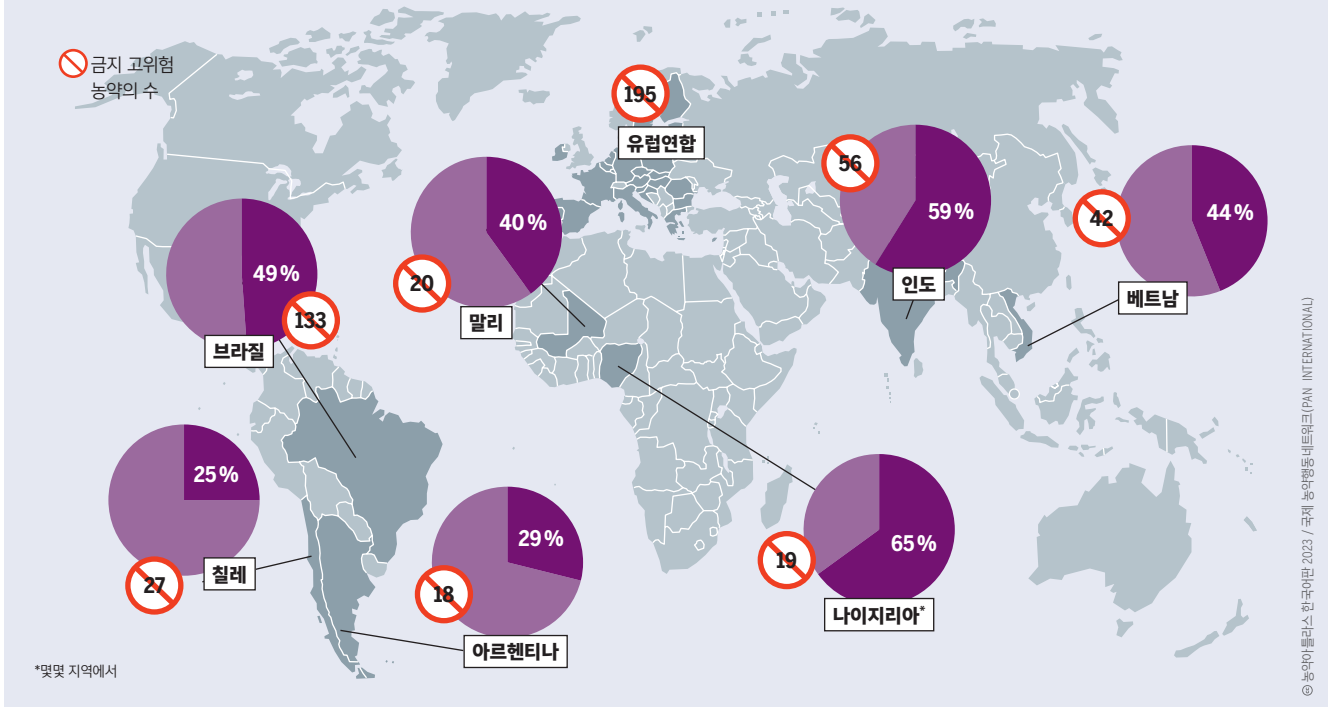 금지 고위험
농약의 수
195
유럽연합
56
59%
인도
42
44%
베트남
40%
20
말리
49%
133
브라질
25%
27
칠레
29%
18
아르헨티나
65%
19
나이지리아*
*몇몇 지역에서
© 농약아틀라스 한국어판 2023 / 국제 농약행동네트워크(PAN INTERNATIONAL)